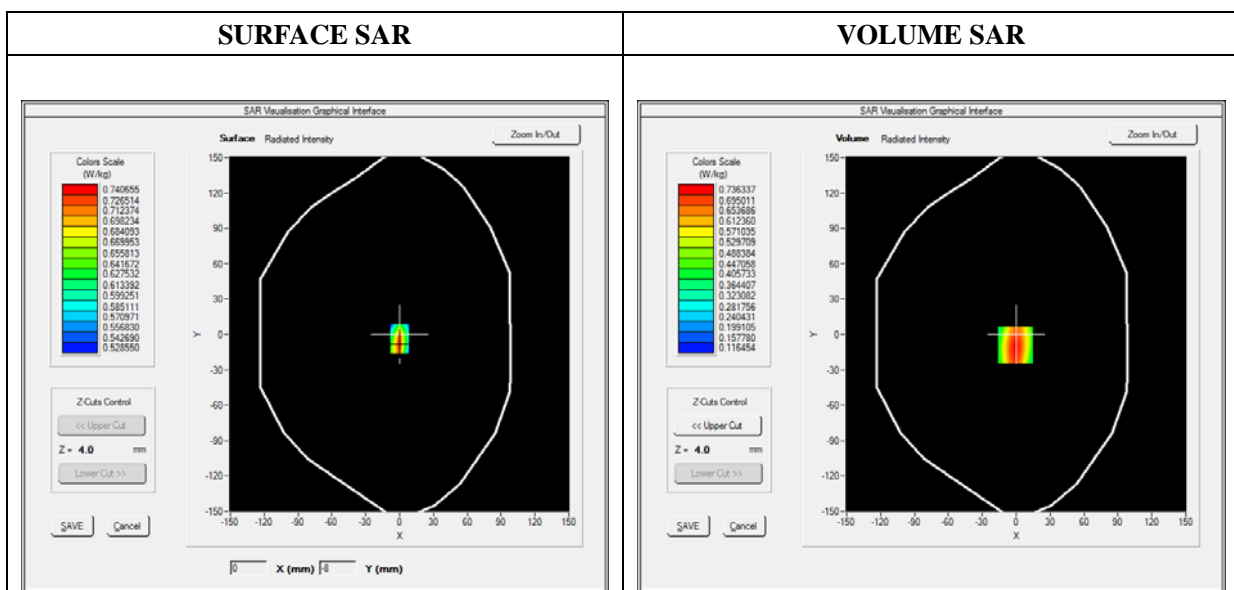 SURFACE SAR
VOLUME SAR
SAR Visualisation Graphical Interface
Surface Radiated Intensity
Zoom In/Out
Colors Scale
(W/kg)
0.740655
0.726514
0.712374
0.698234
0.684093
0.669953
0.655813
0.641672
0.627532
0.613392
0.599251
0.585111
0.570971
0.556830
0.542690
0.528550
150
120
90
60
30
0
-30
-60
-90
-120
-150
Y
-150 -120 -90 -60 -30 0 30 60 90 120 150
X
Z-Cuts Control
<< Upper Cut
Z = 4.0 mm
Lower Cut >>
SAVE Cancel
0 X (mm) -8 Y (mm)
SAR Visualisation Graphical Interface
Volume Radiated Intensity
Zoom In/Out
Colors Scale
(W/kg)
0.736337
0.695011
0.653686
0.612360
0.571035
0.529709
0.488384
0.447058
0.405733
0.364407
0.323082
0.281756
0.240431
0.199105
0.157780
0.116454
150
120
90
60
30
0
-30
-60
-90
-120
-150
Y
-150 -120 -90 -60 -30 0 30 60 90 120 150
X
Z-Cuts Control
<< Upper Cut
Z = 4.0 mm
Lower Cut >>
SAVE Cancel